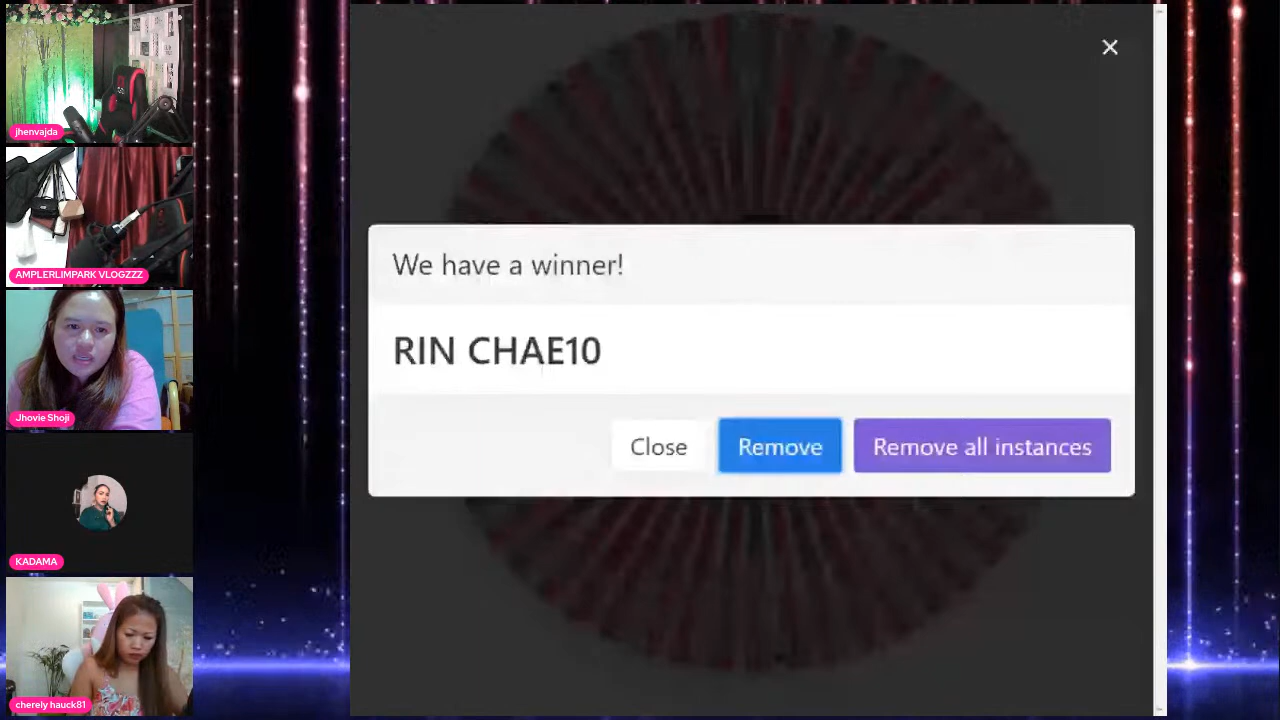 jhenvajda
AMPLERLIMPARK VLOGZZZ
Jhovie Shoji
KADAMA
cherely hauck81
We have a winner!
RIN CHAE10
Close
Remove
Remove all instances